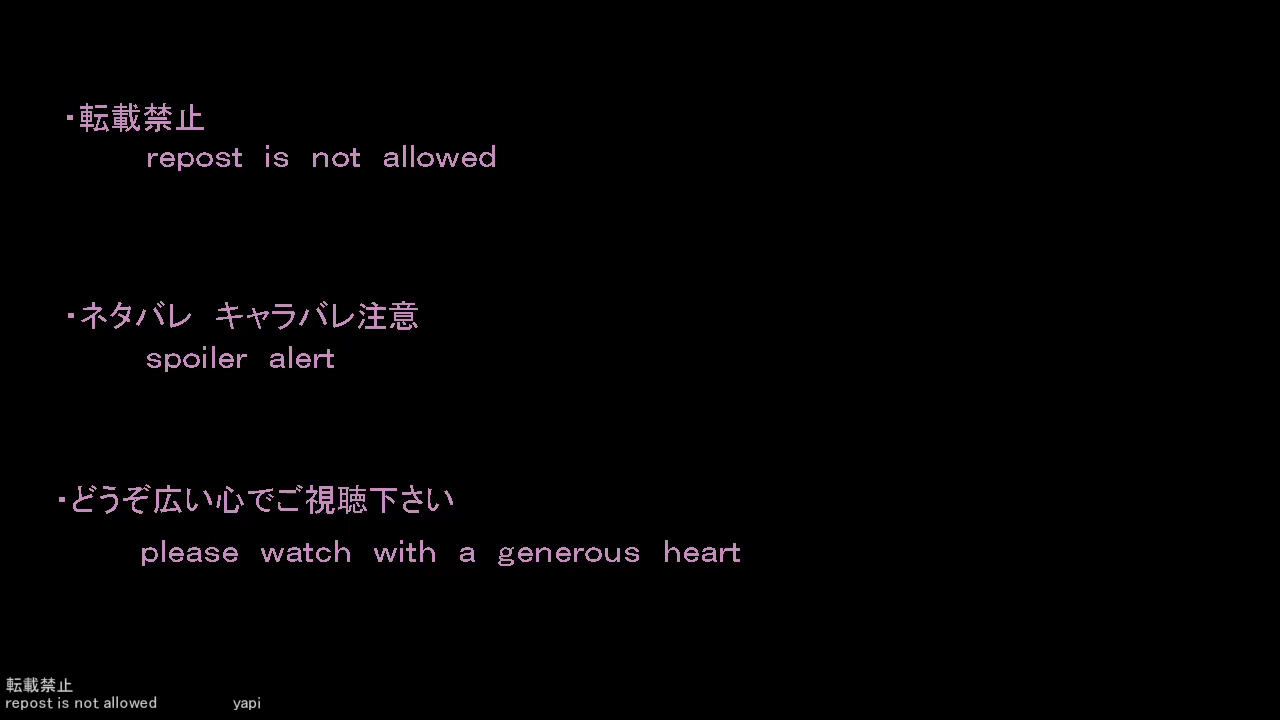 ・転載禁止
repost is not allowed
・ネタバレ　キャラバレ注意
spoiler alert
・どうぞ広い心でご視聴下さい
please watch with a generous heart
転載禁止
repost is not allowed yapi